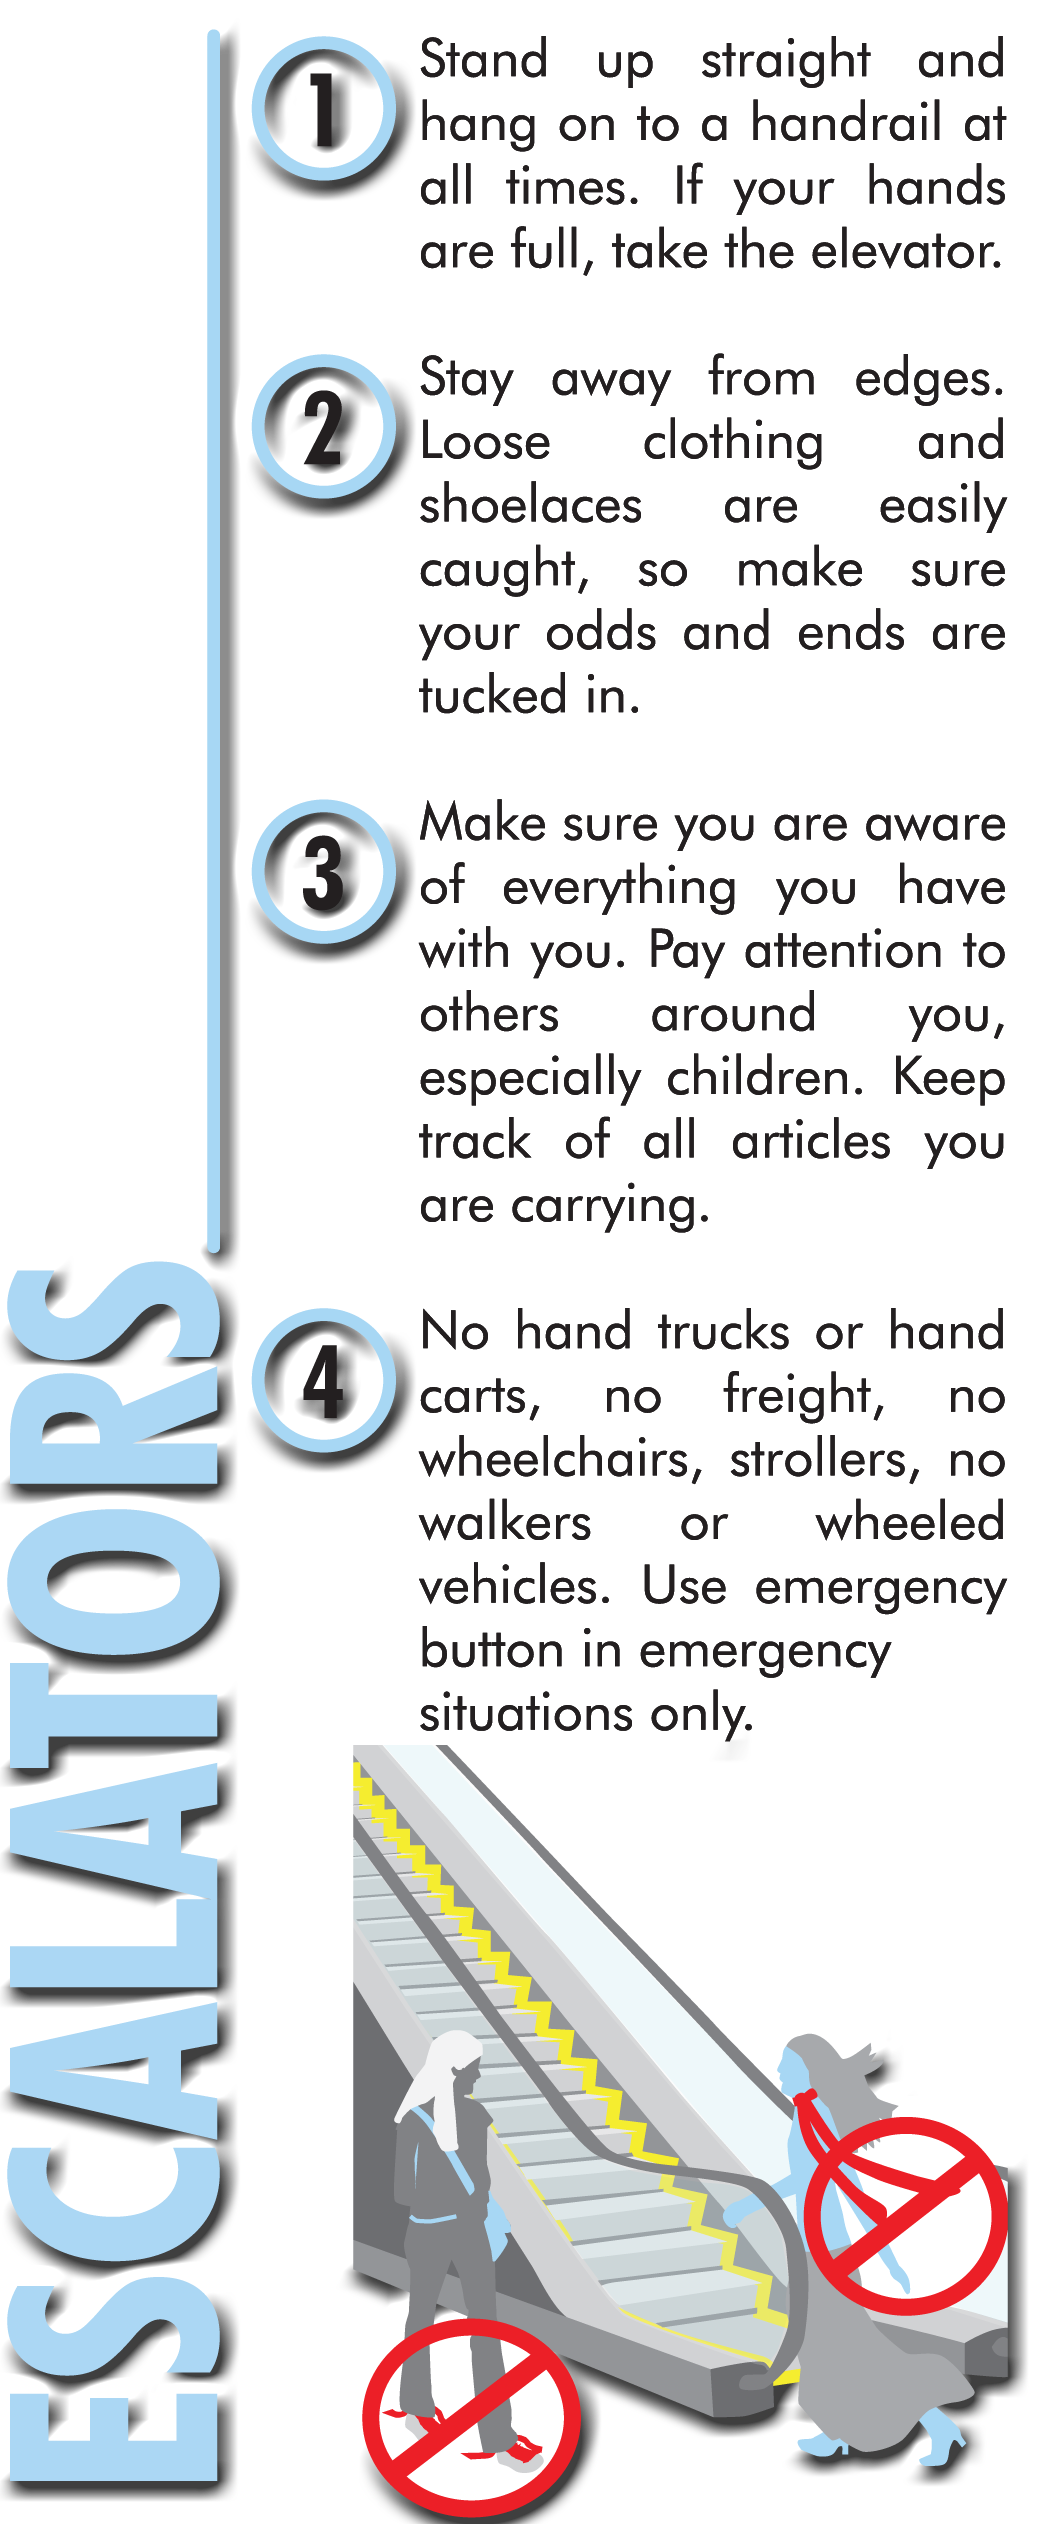 ESCALATORS
1
Stand up straight and
hang on to a handrail at
all times. If your hands
are full, take the elevator.
2
Stay away from edges.
Loose clothing and
shoelaces are easily
caught, so make sure
your odds and ends are
tucked in.
3
Make sure you are aware
of everything you have
with you. Pay attention to
others around you,
especially children. Keep
track of all articles you
are carrying.
4
No hand trucks or hand
carts, no freight, no
wheelchairs, strollers, no
walkers or wheeled
vehicles. Use emergency
button in emergency
situations only.